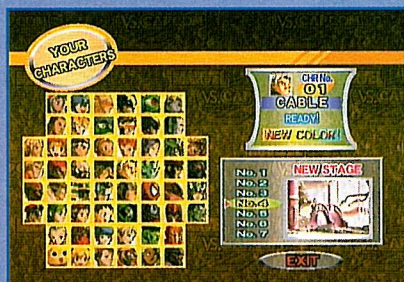 YOUR
CHARACTERS
CHR No.
01
CABLE
READY!
NEW COLOR!
No. 1
No. 2
No. 3
No. 4
No. 5
No. 6
No. 7
NEW STAGE
EXIT